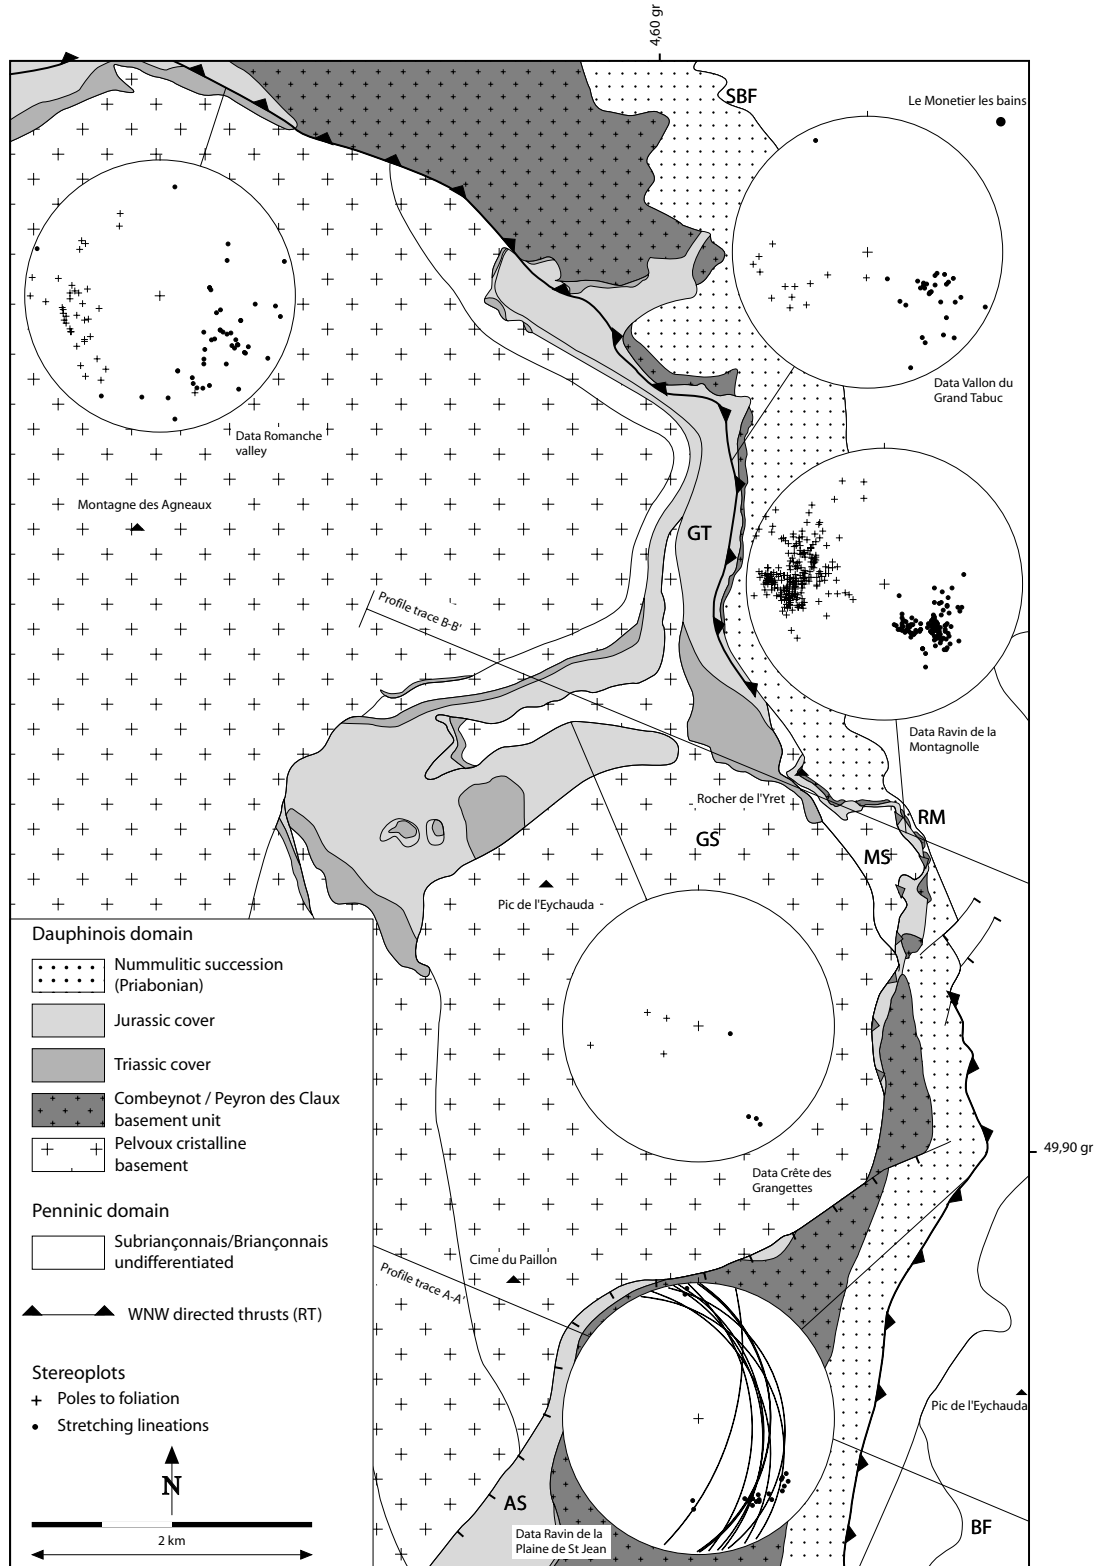 4,60 gr
SBF
Le Monetier les bains
Data Vallon du
Grand Tabuc
Data Romanche
valley
Montagne des Agneaux
GT
Profile trace B-B'
Data Ravin de la
Montagnolle
Rocher de l'Yret
GS
RM
MS
Pic de l'Eychauda
Dauphinois domain
Nummulitic succession
(Priabonian)
Jurassic cover
Triassic cover
Combeynot / Peyron des Claux
basement unit
Pelvoux cristalline
basement
Penninic domain
Subriançonnais/Briançonnais
undifferentiated
WNW directed thrusts (RT)
Stereoplots
Poles to foliation
Stretching lineations
N
2 km
49,90 gr
Data Crête des
Grangettes
Cime du Paillon
Profile trace A-A'
Pic de l'Eychauda
AS
Data Ravin de la
Plaine de St Jean
BF